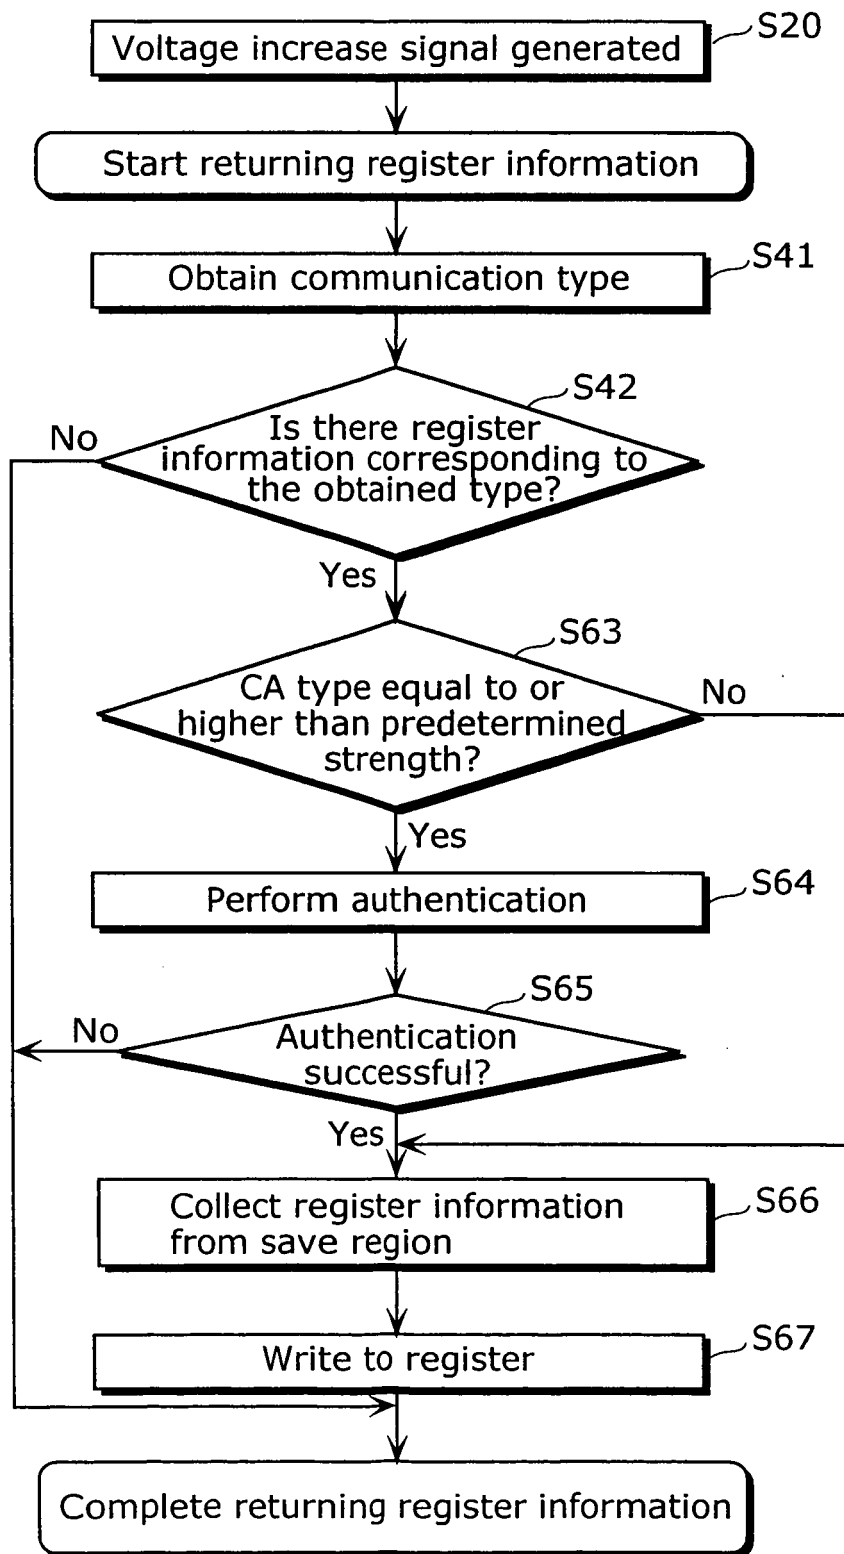 Voltage increase signal generated
S20
Start returning register information
Obtain communication type
S41
S42
Is there register
information corresponding to
the obtained type?
No
Yes
S63
CA type equal to or
higher than predetermined
strength?
No
Yes
Perform authentication
S64
S65
Authentication
successful?
No
Yes
Collect register information
from save region
S66
Write to register
S67
Complete returning register information